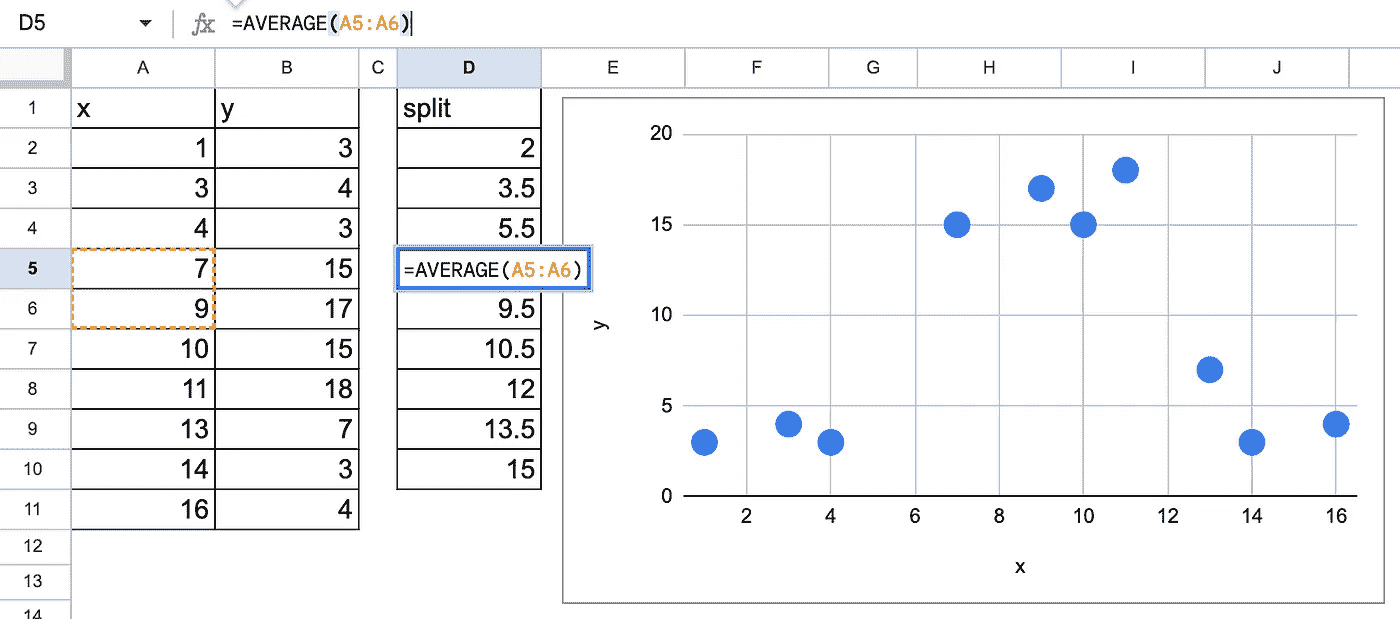 D5 fx =AVERAGE(A5:A6)
A B C D E F G H I J
1 x y split
2 1 3 2
3 3 4 3.5
4 4 3 5.5
5 7 15 =AVERAGE(A5:A6)
6 9 17 9.5
7 10 15 10.5
8 11 18 12
9 13 7 13.5
10 14 3 15
11 16 4
12
13
14
20
15
10
5
0
y
2 4 6 8 10 12 14 16
x